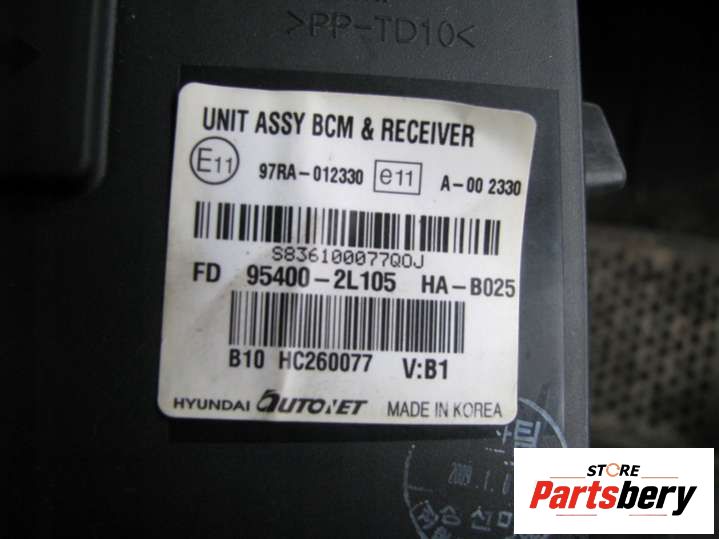 >PP-TD10<
UNIT ASSY BCM & RECEIVER
E11 97RA-012330 e11 A-00 2330
S836100077QOJ
FD 95400-2L105 HA-B025
B10 HC260077 V:B1
HYUNDAI AUTONET MADE IN KOREA
STORE
Partsbery